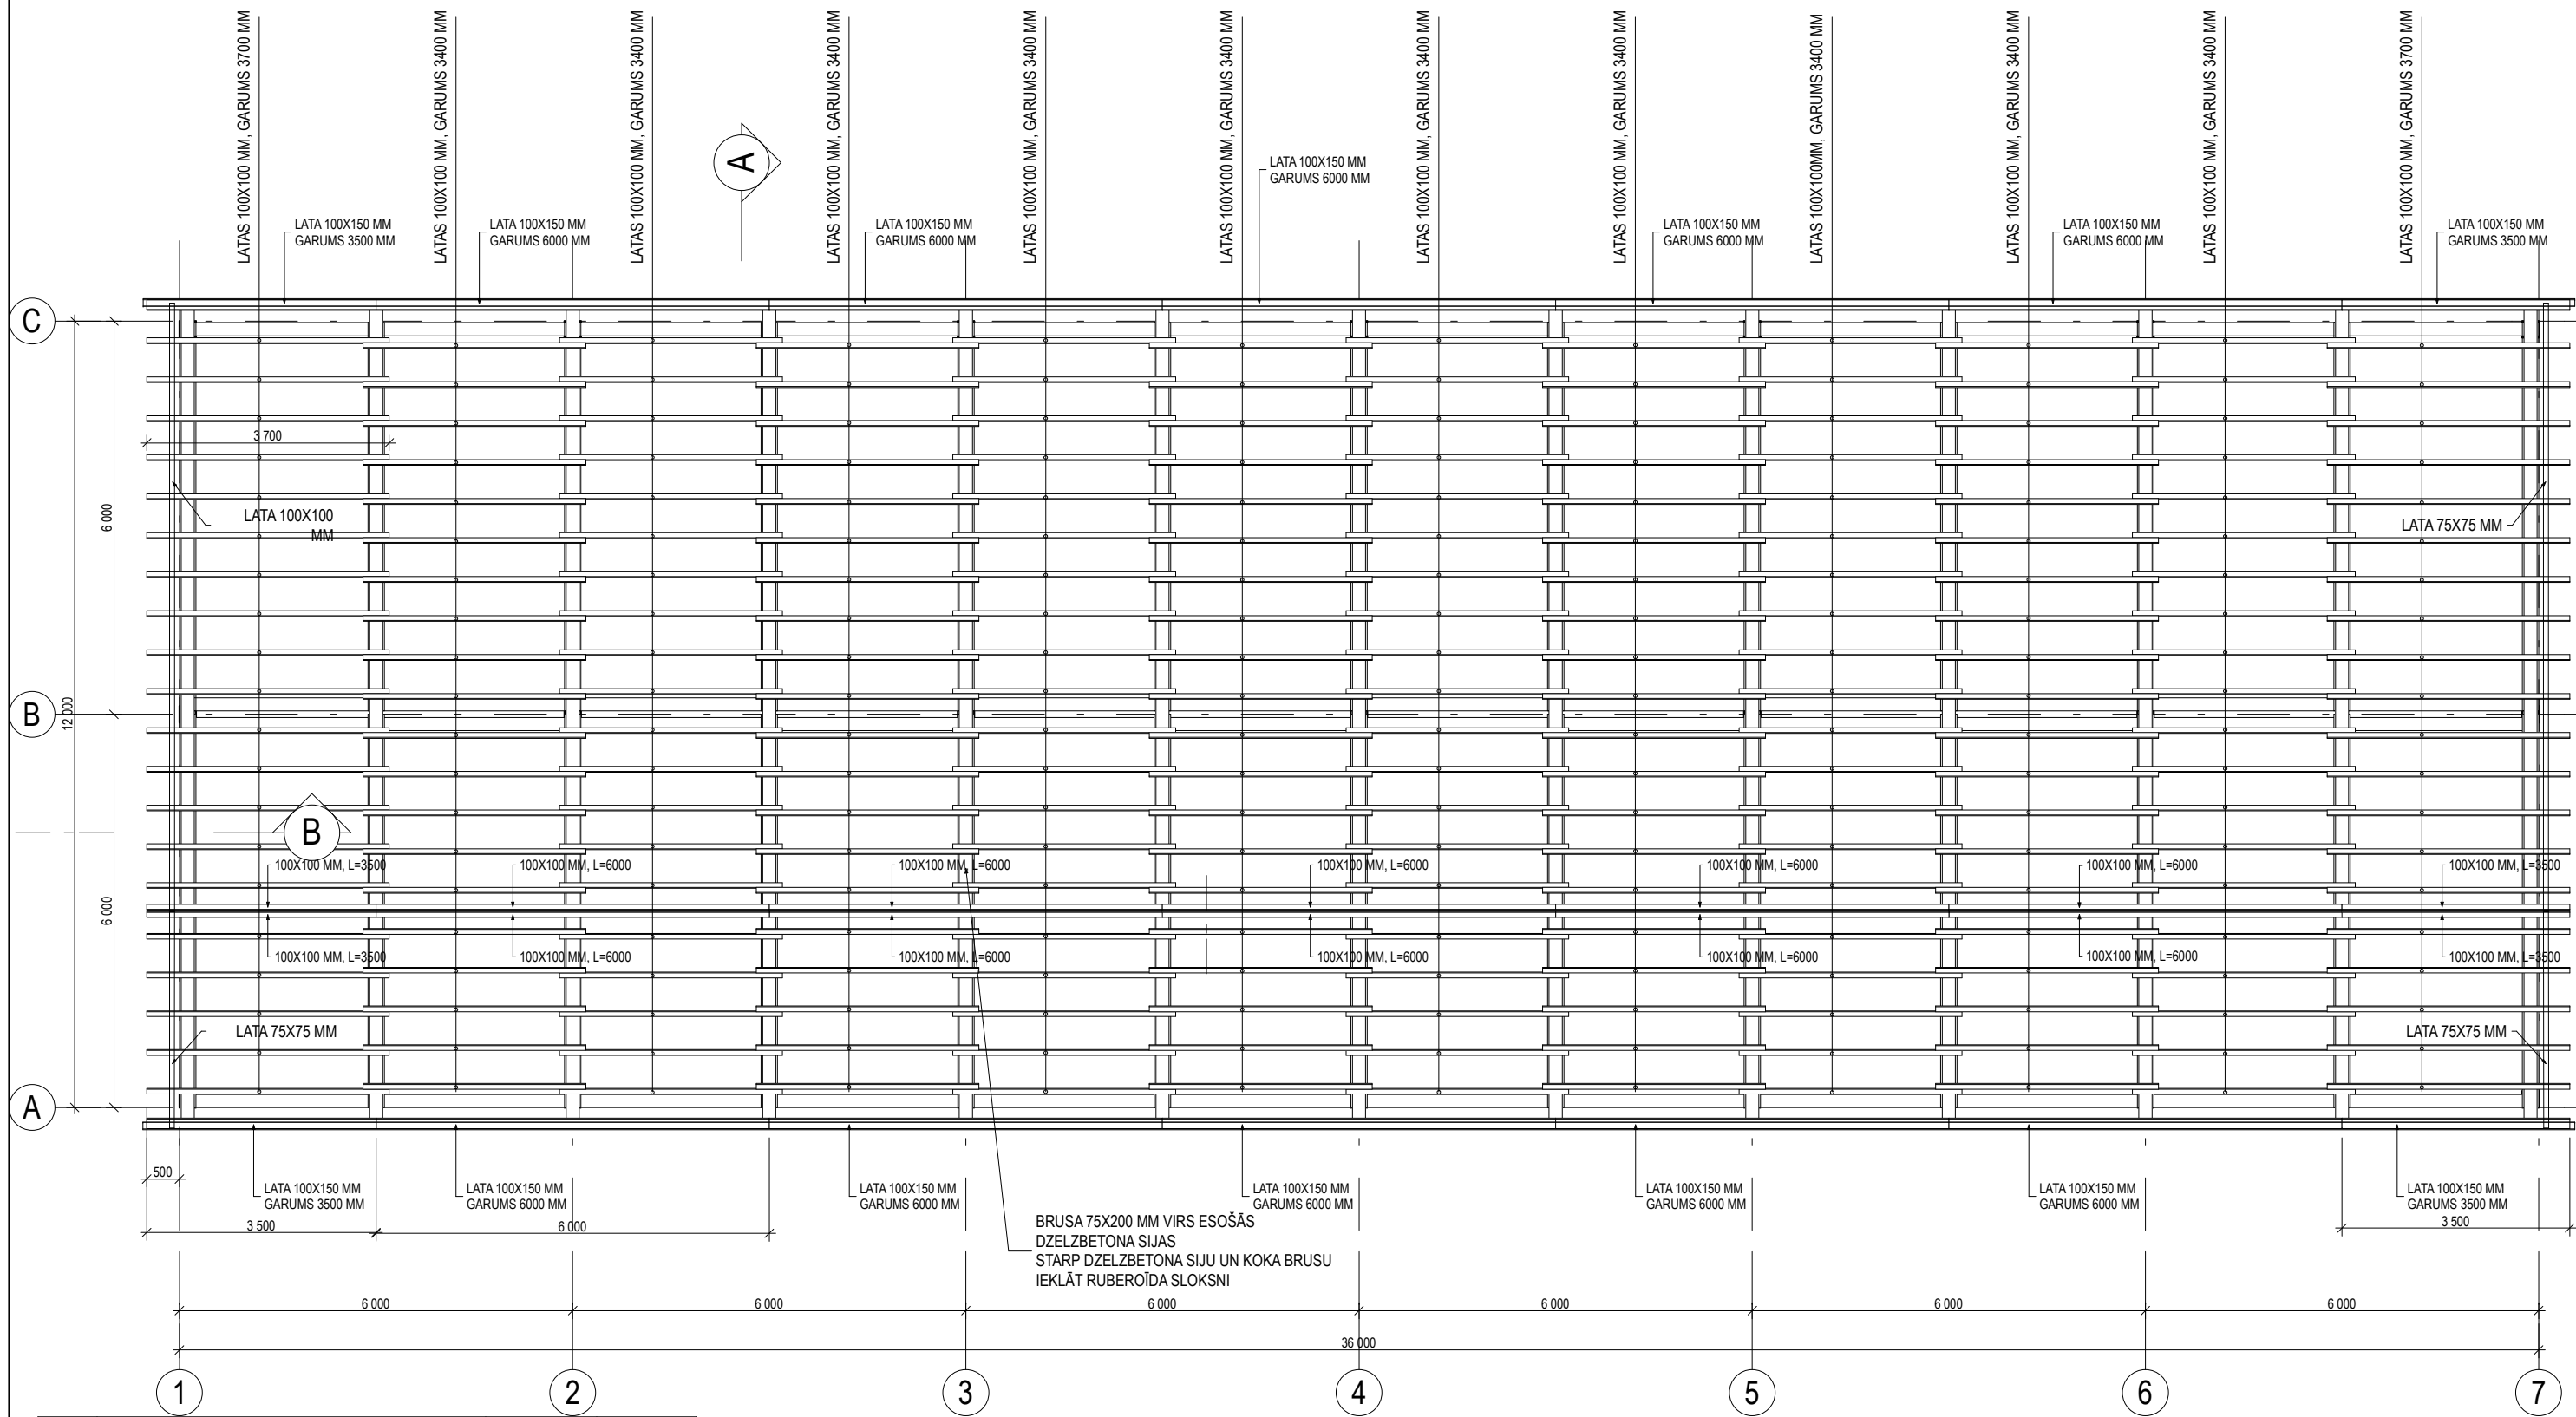 LATAS 100X100 MM, GARUMS 3700 MM
LATAS 100X100 MM, GARUMS 3400 MM
LATAS 100X100 MM, GARUMS 3400 MM
LATAS 100X100 MM, GARUMS 3400 MM
LATAS 100X100 MM, GARUMS 3400 MM
LATAS 100X100 MM, GARUMS 3400 MM
LATAS 100X100 MM, GARUMS 3400 MM
LATAS 100X100 MM, GARUMS 3400 MM
LATAS 100X100MM, GARUMS 3400 MM
LATAS 100X100 MM, GARUMS 3400 MM
LATAS 100X100 MM, GARUMS 3400 MM
LATAS 100X100 MM, GARUMS 3700 MM
A
LATA 100X150 MM
GARUMS 6000 MM
LATA 100X150 MM
GARUMS 3500 MM
LATA 100X150 MM
GARUMS 6000 MM
LATA 100X150 MM
GARUMS 6000 MM
LATA 100X150 MM
GARUMS 6000 MM
LATA 100X150 MM
GARUMS 6000 MM
LATA 100X150 MM
GARUMS 3500 MM
C
3 700
6 000
LATA 100X100
MM
LATA 75X75 MM
B
12 000
B
6 000
100X100 MM, L=3500
100X100 MM, L=6000
100X100 MM, L=6000
100X100 MM, L=6000
100X100 MM, L=6000
100X100 MM, L=6000
100X100 MM, L=3500
100X100 MM, L=3500
100X100 MM, L=6000
100X100 MM, L=6000
100X100 MM, L=6000
100X100 MM, L=6000
100X100 MM, L=6000
100X100 MM, L=3500
LATA 75X75 MM
LATA 75X75 MM
A
500
LATA 100X150 MM
GARUMS 3500 MM
LATA 100X150 MM
GARUMS 6000 MM
LATA 100X150 MM
GARUMS 6000 MM
LATA 100X150 MM
GARUMS 6000 MM
LATA 100X150 MM
GARUMS 6000 MM
LATA 100X150 MM
GARUMS 6000 MM
LATA 100X150 MM
GARUMS 3500 MM
3 500
6 000
3 500
BRUSA 75X200 MM VIRS ESOŠĀS
DZELZBETONA SIJAS
STARP DZELZBETONA SIJU UN KOKA BRUSU
IEKLĀT RUBEROĪDA SLOKSNI
6 000
6 000
6 000
6 000
6 000
6 000
36 000
1
2
3
4
5
6
7